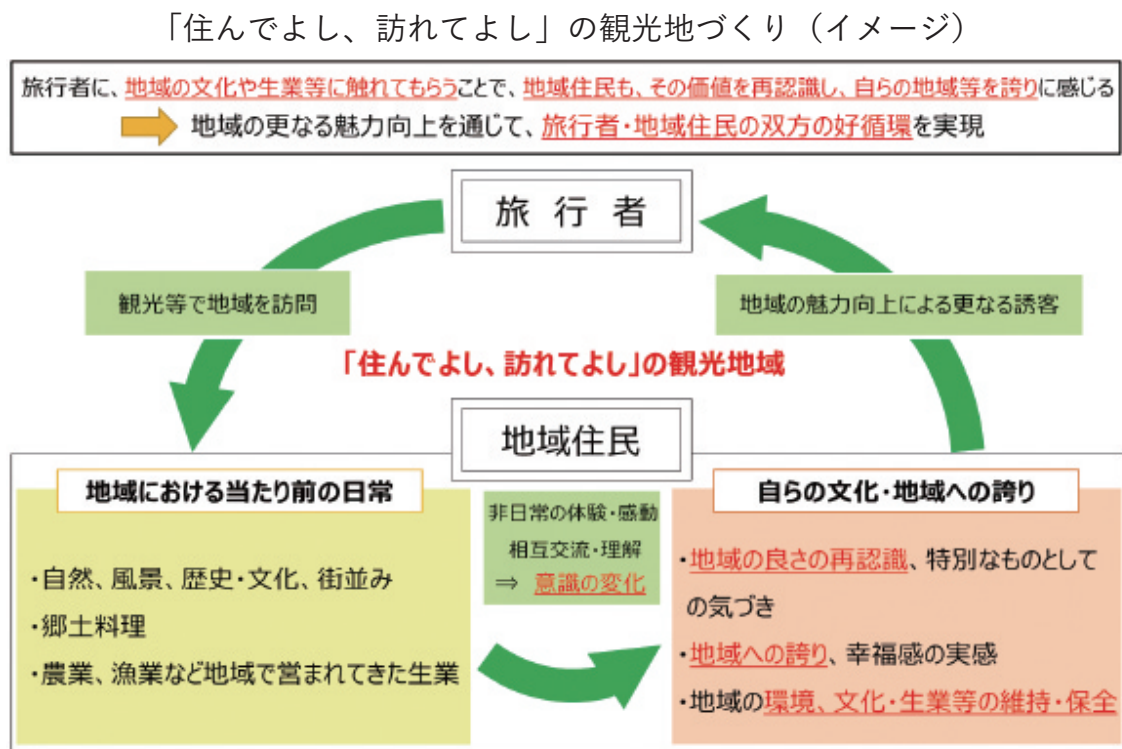 「住んでよし、訪れてよし」の観光地づくり（イメージ）
旅行者に、地域の文化や生業等に触れてもらうことで、地域住民も、その価値を再認識し、自らの地域等を誇りに感じる
地域の更なる魅力向上を通じて、旅行者・地域住民の双方の好循環を実現
旅 行 者
観光等で地域を訪問
地域の魅力向上による更なる誘客
「住んでよし、訪れてよし」の観光地域
地域住民
地域における当たり前の日常
・自然、風景、歴史・文化、街並み
・郷土料理
・農業、漁業など地域で営まれてきた生業
非日常の体験・感動
相互交流・理解
⇒ 意識の変化
自らの文化・地域への誇り
・地域の良さの再認識、特別なものとして
の気づき
・地域への誇り、幸福感の実感
・地域の環境、文化・生業等の維持・保全